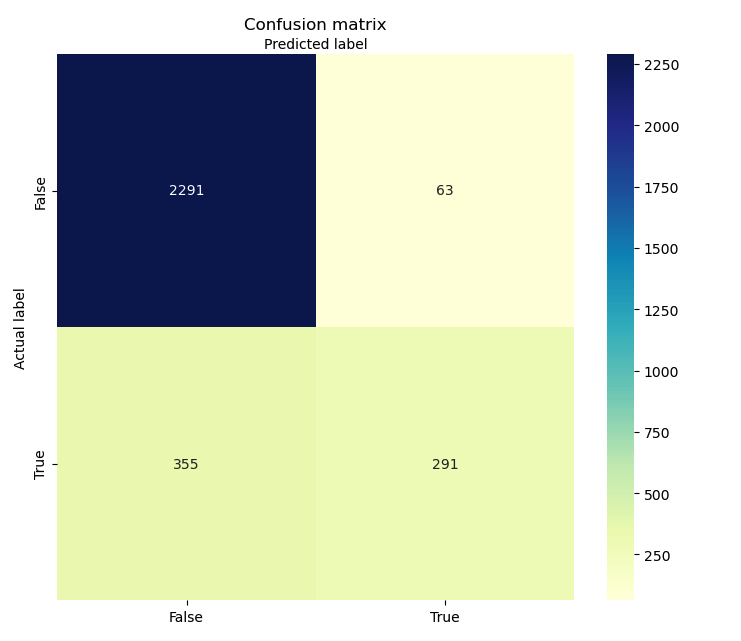 Confusion matrix
Predicted label
Actual label
False
2291
63
True
355
291
False
True
2250
2000
1750
1500
1250
1000
750
500
250